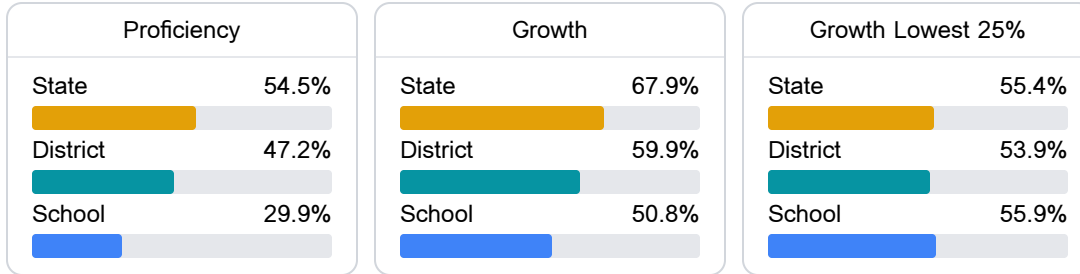 Proficiency
State 54.5%
District 47.2%
School 29.9%
Growth
State 67.9%
District 59.9%
School 50.8%
Growth Lowest 25%
State 55.4%
District 53.9%
School 55.9%